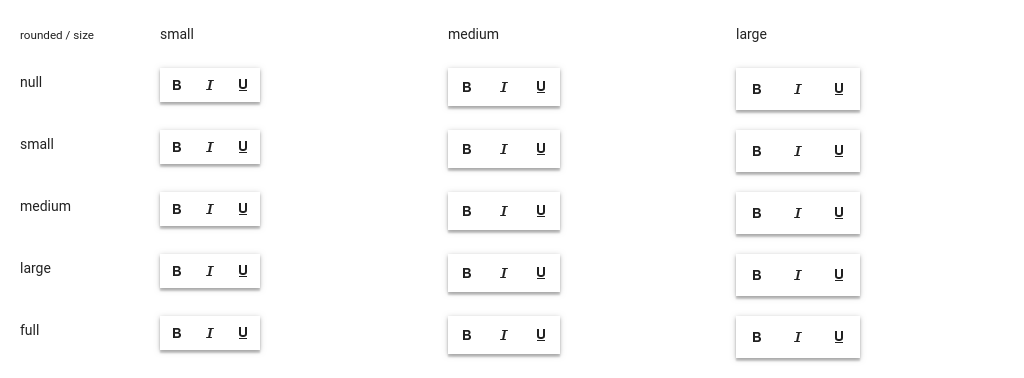 rounded / size small medium large
null B I U B I U B I U
small B I U B I U B I U
medium B I U B I U B I U
large B I U B I U B I U
full B I U B I U B I U